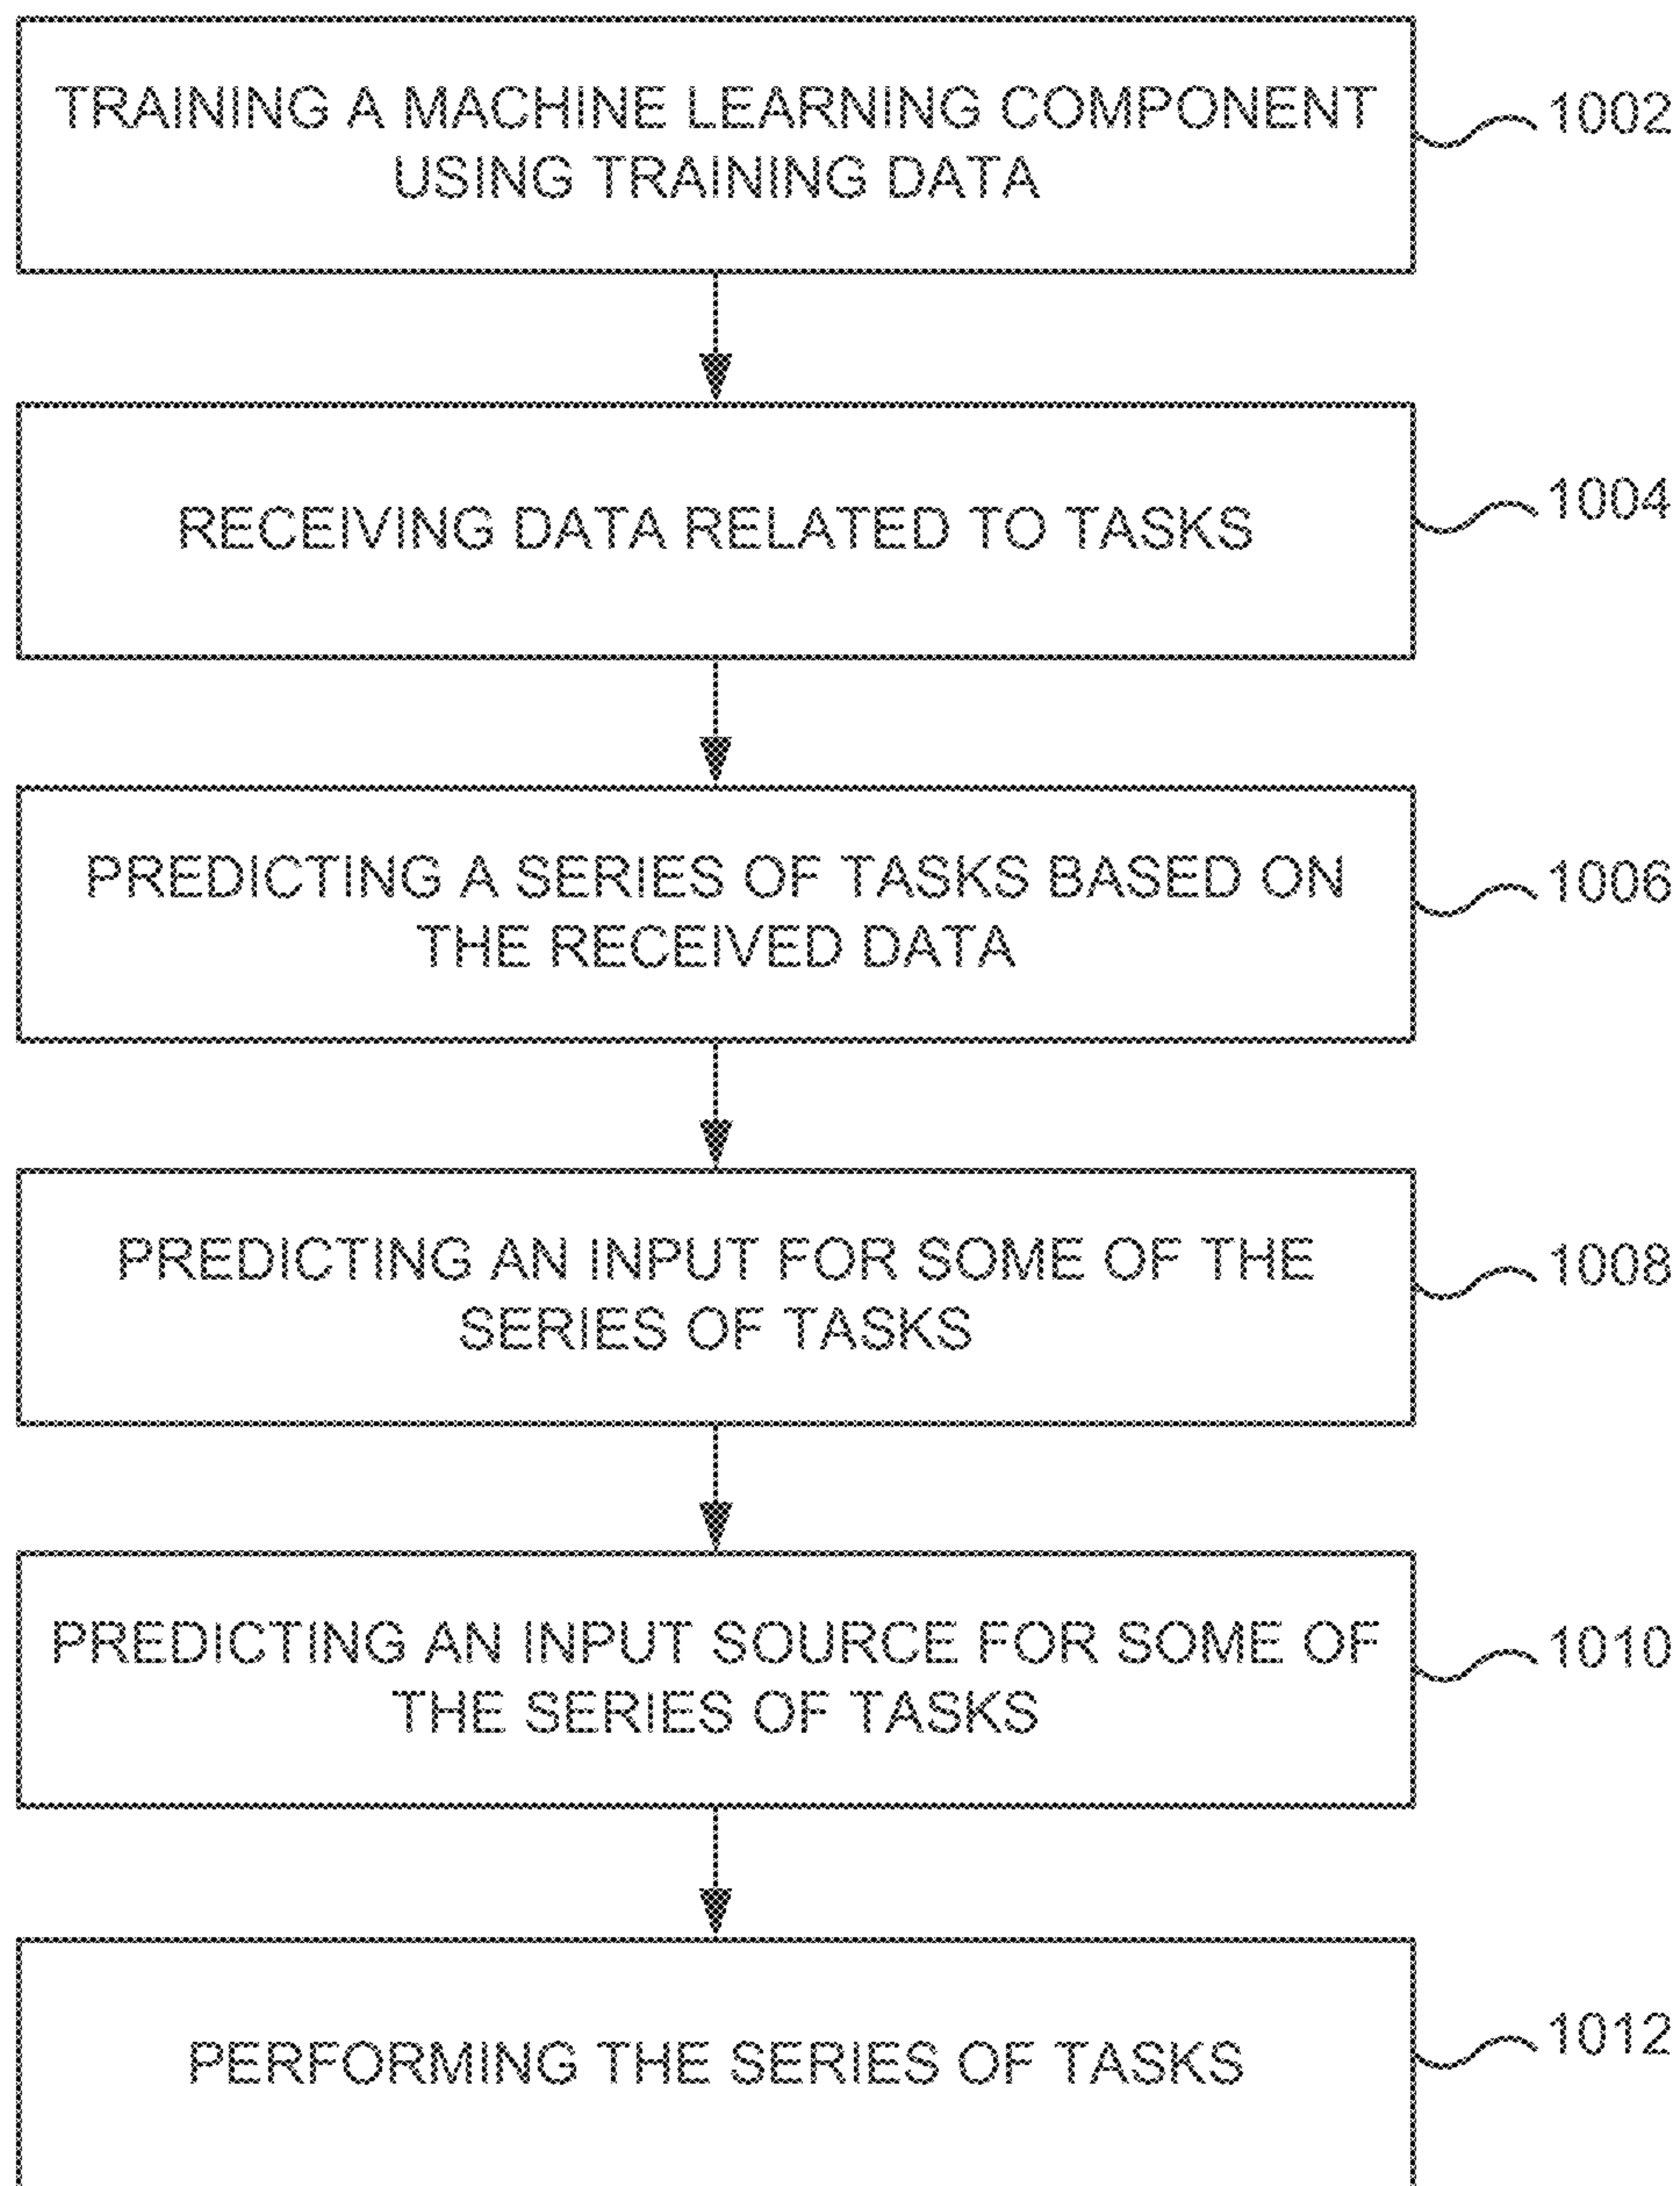 TRAINING A MACHINE LEARNING COMPONENT
USING TRAINING DATA
1002
RECEIVING DATA RELATED TO TASKS
1004
PREDICTING A SERIES OF TASKS BASED ON
THE RECEIVED DATA
1006
PREDICTING AN INPUT FOR SOME OF THE
SERIES OF TASKS
1008
PREDICTING AN INPUT SOURCE FOR SOME OF
THE SERIES OF TASKS
1010
PERFORMING THE SERIES OF TASKS
1012